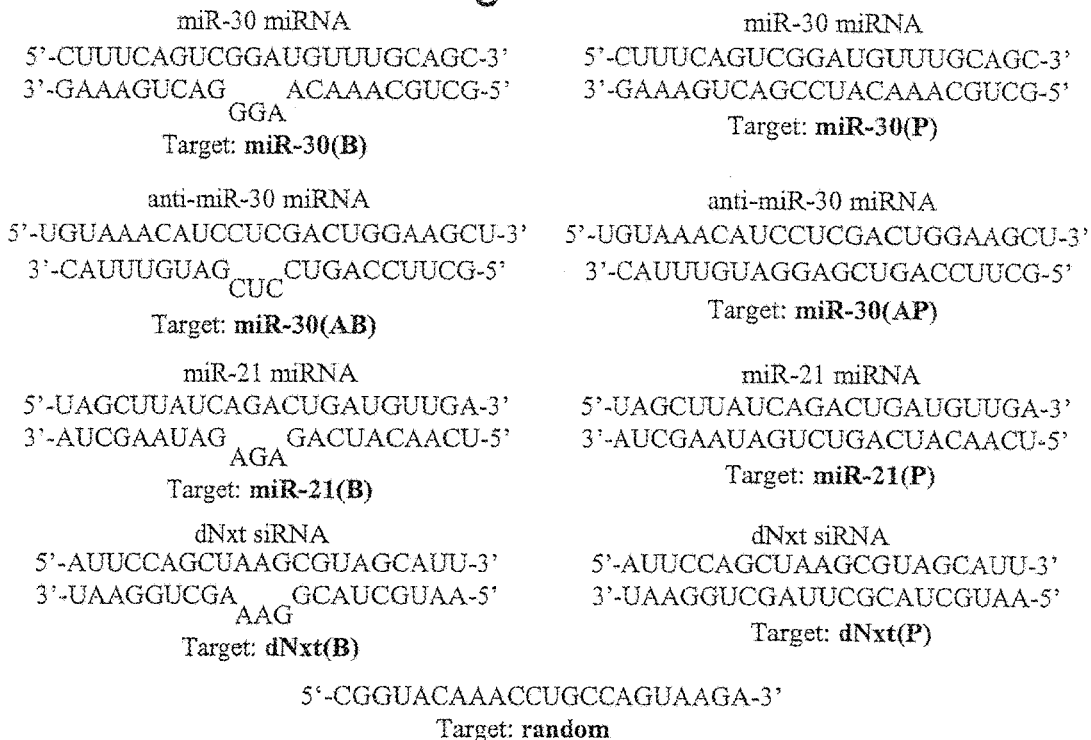 miR-30 miRNA
5’-CUUUCAGUCGGAUGUUUGCAGC-3’
3’-GAAAGUCAG ACAAACGUCG-5’
GGA
Target: miR-30(B)
miR-30 miRNA
5’-CUUUCAGUCGGAUGUUUGCAGC-3’
3’-GAAAGUCAGCCUACAAACGUCG-5’
Target: miR-30(P)
anti-miR-30 miRNA
5’-UGUAAACAUCCUCGACUGGAAGCU-3’
3’-CAUUUGUAG CUGACCUUCG-5’
CUC
Target: miR-30(AB)
anti-miR-30 miRNA
5’-UGUAAACAUCCUCGACUGGAAGCU-3’
3’-CAUUUGUAGGAGCUGACCUUCG-5’
Target: miR-30(AP)
miR-21 miRNA
5’-UAGCUUAUCAGACUGAUGUUGA-3’
3’-AUCGAAUAG GACUACAACU-5’
AGA
Target: miR-21(B)
miR-21 miRNA
5’-UAGCUUAUCAGACUGAUGUUGA-3’
3’-AUCGAAUAGUCUGACUACAACU-5’
Target: miR-21(P)
dNxt siRNA
5’-AUUCCAGCUAAGCGUAGCAUU-3’
3’-UAAGGUCGA GCAUCGUAA-5’
AAG
Target: dNxt(B)
dNxt siRNA
5’-AUUCCAGCUAAGCGUAGCAUU-3’
3’-UAAGGUCGAUUCGCAUCGUAA-5’
Target: dNxt(P)
5‘-CGGUACAAACCUGCCAGUAAGA-3’
Target: random